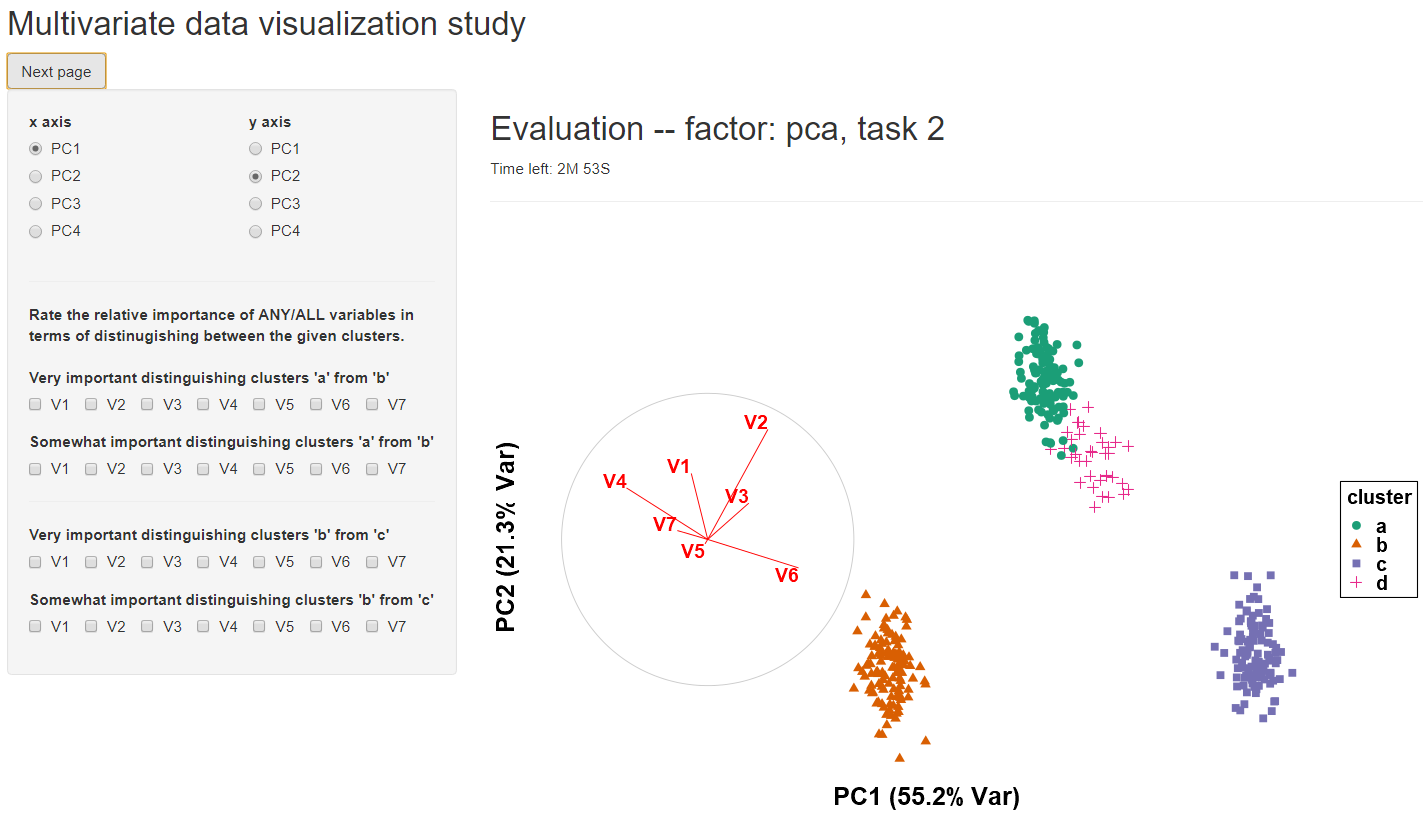 Multivariate data visualization study
Next page
x axis
y axis
PC1
PC1
PC2
PC2
PC3
PC3
PC4
PC4
Rate the relative importance of ANY/ALL variables in
terms of distinugishing between the given clusters.
Very important distinguishing clusters 'a' from 'b'
V1 V2 V3 V4 V5 V6 V7
Somewhat important distinguishing clusters 'a' from 'b'
V1 V2 V3 V4 V5 V6 V7
Very important distinguishing clusters 'b' from 'c'
V1 V2 V3 V4 V5 V6 V7
Somewhat important distinguishing clusters 'b' from 'c'
V1 V2 V3 V4 V5 V6 V7
Evaluation -- factor: pca, task 2
Time left: 2M 53S
PC2 (21.3% Var)
V2
V1
V4
V3
V7
V5
V6
cluster
a
b
c
d
PC1 (55.2% Var)